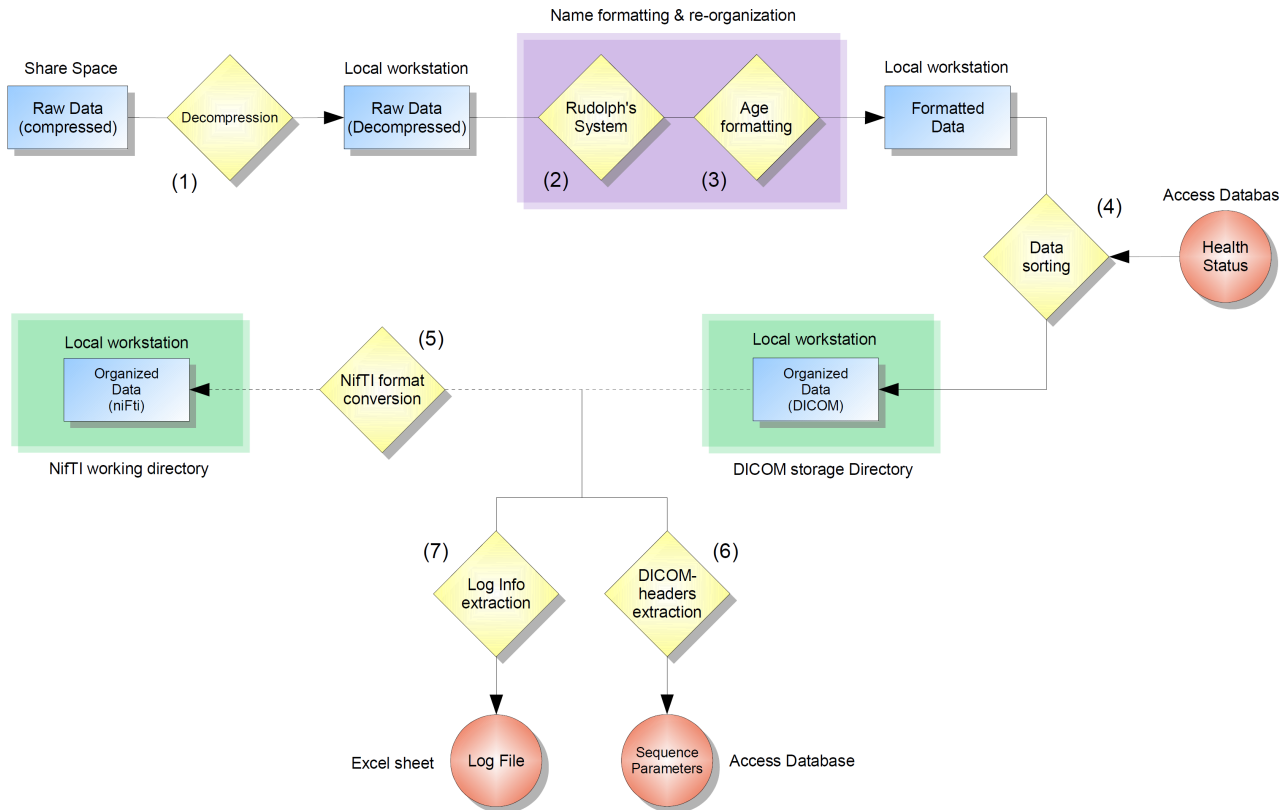 Name formatting & re-organization
Share Space
Raw Data
(compressed)
Decompression
(1)
Local workstation
Raw Data
(Decompressed)
Rudolph's
System
(2)
Age
formatting
(3)
Local workstation
Formatted
Data
(4)
Data
sorting
Access Databas
Health
Status
Local workstation
Organized
Data
(niFti)
NifTI working directory
(5)
NifTI format
conversion
Local workstation
Organized
Data
(DICOM)
DICOM storage Directory
(7)
Log Info
extraction
(6)
DICOM-
headers
extraction
Excel sheet
Log File
Sequence
Parameters
Access Database